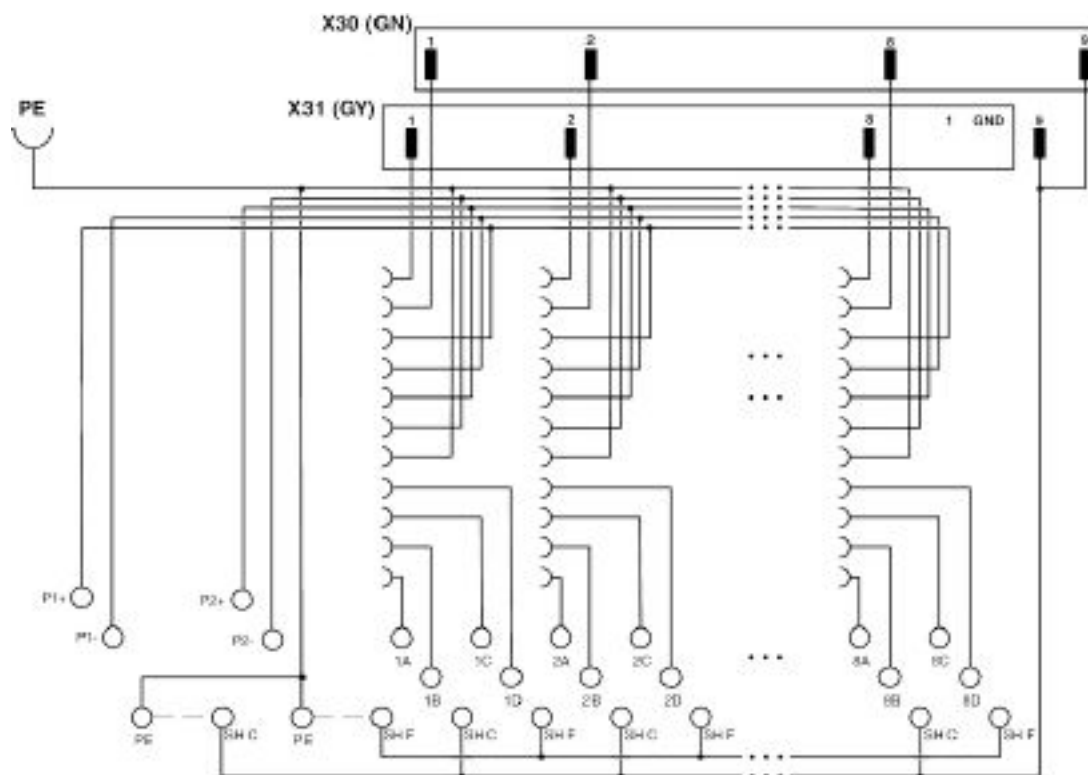 X30 (GN)
1 2 8 9
X31 (GY)
1 2 8 1 GND 9
PE
P1+ P2+
P1- P2-
1A 1C 2A 2C 8A 8C
1B 1D 2B 2D 8B 8D
PE SH C PE SH F SH C SH F SH C SH F SH C SH F